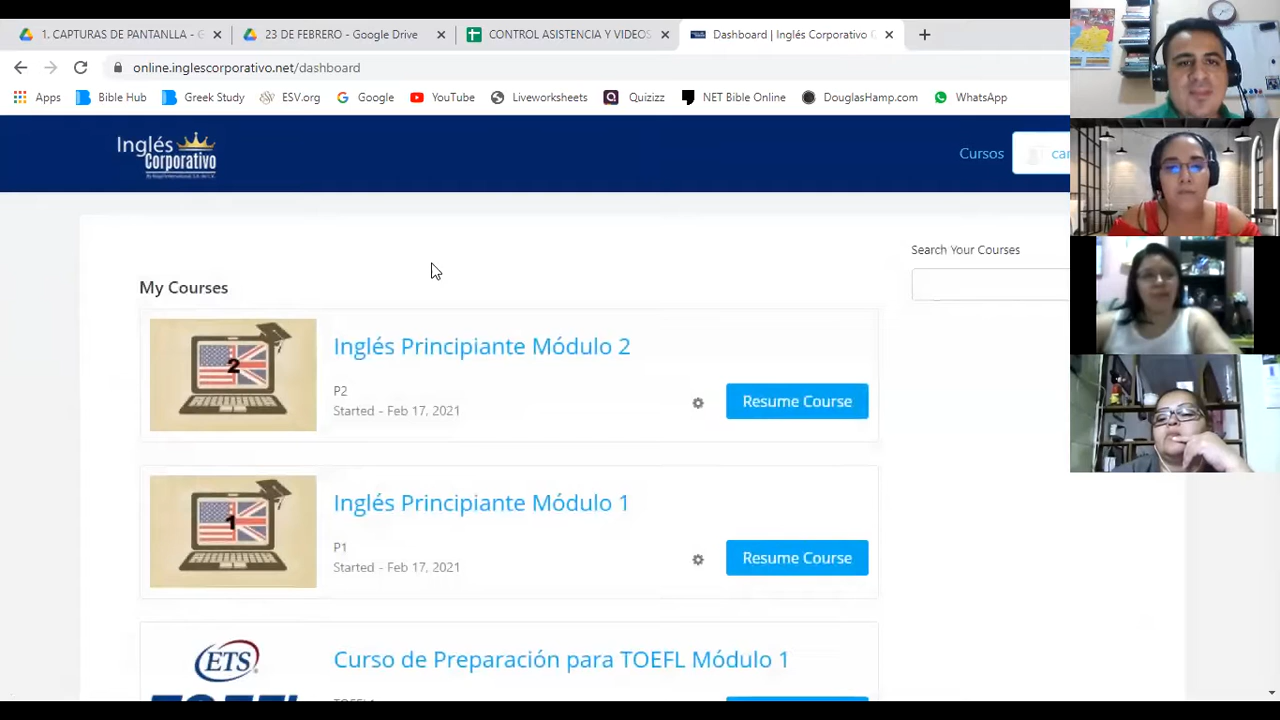 1. CAPTURAS DE PANTALLA - G
23 DE FEBRERO - Google Drive
CONTROL ASISTENCIA Y VIDEO
Dashboard | Inglés Corporativo
online.inglescorporativo.net/dashboard
Apps
Bible Hub
Greek Study
ESV.org
Google
YouTube
Liveworksheets
Quizizz
NET Bible Online
DouglasHamp.com
WhatsApp
Inglés
Corporativo
Cursos
Search Your Courses
My Courses
2
Inglés Principiante Módulo 2
P2
Started - Feb 17, 2021
Resume Course
1
Inglés Principiante Módulo 1
P1
Started - Feb 17, 2021
Resume Course
ETS
Curso de Preparación para TOEFL Módulo 1